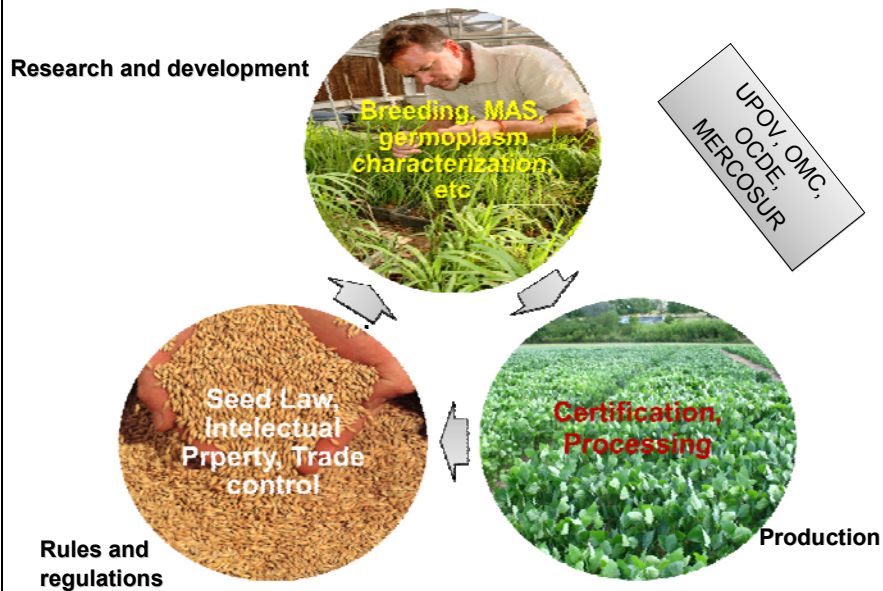 Research and development
Breeding, MAS,
germoplasm
characterization,
etc
UPOV, OMC,
OCDE,
MERCOSUR
Seed Law,
Intelectual
Prperty, Trade
control
Certification,
Processing
Rules and
regulations
Production